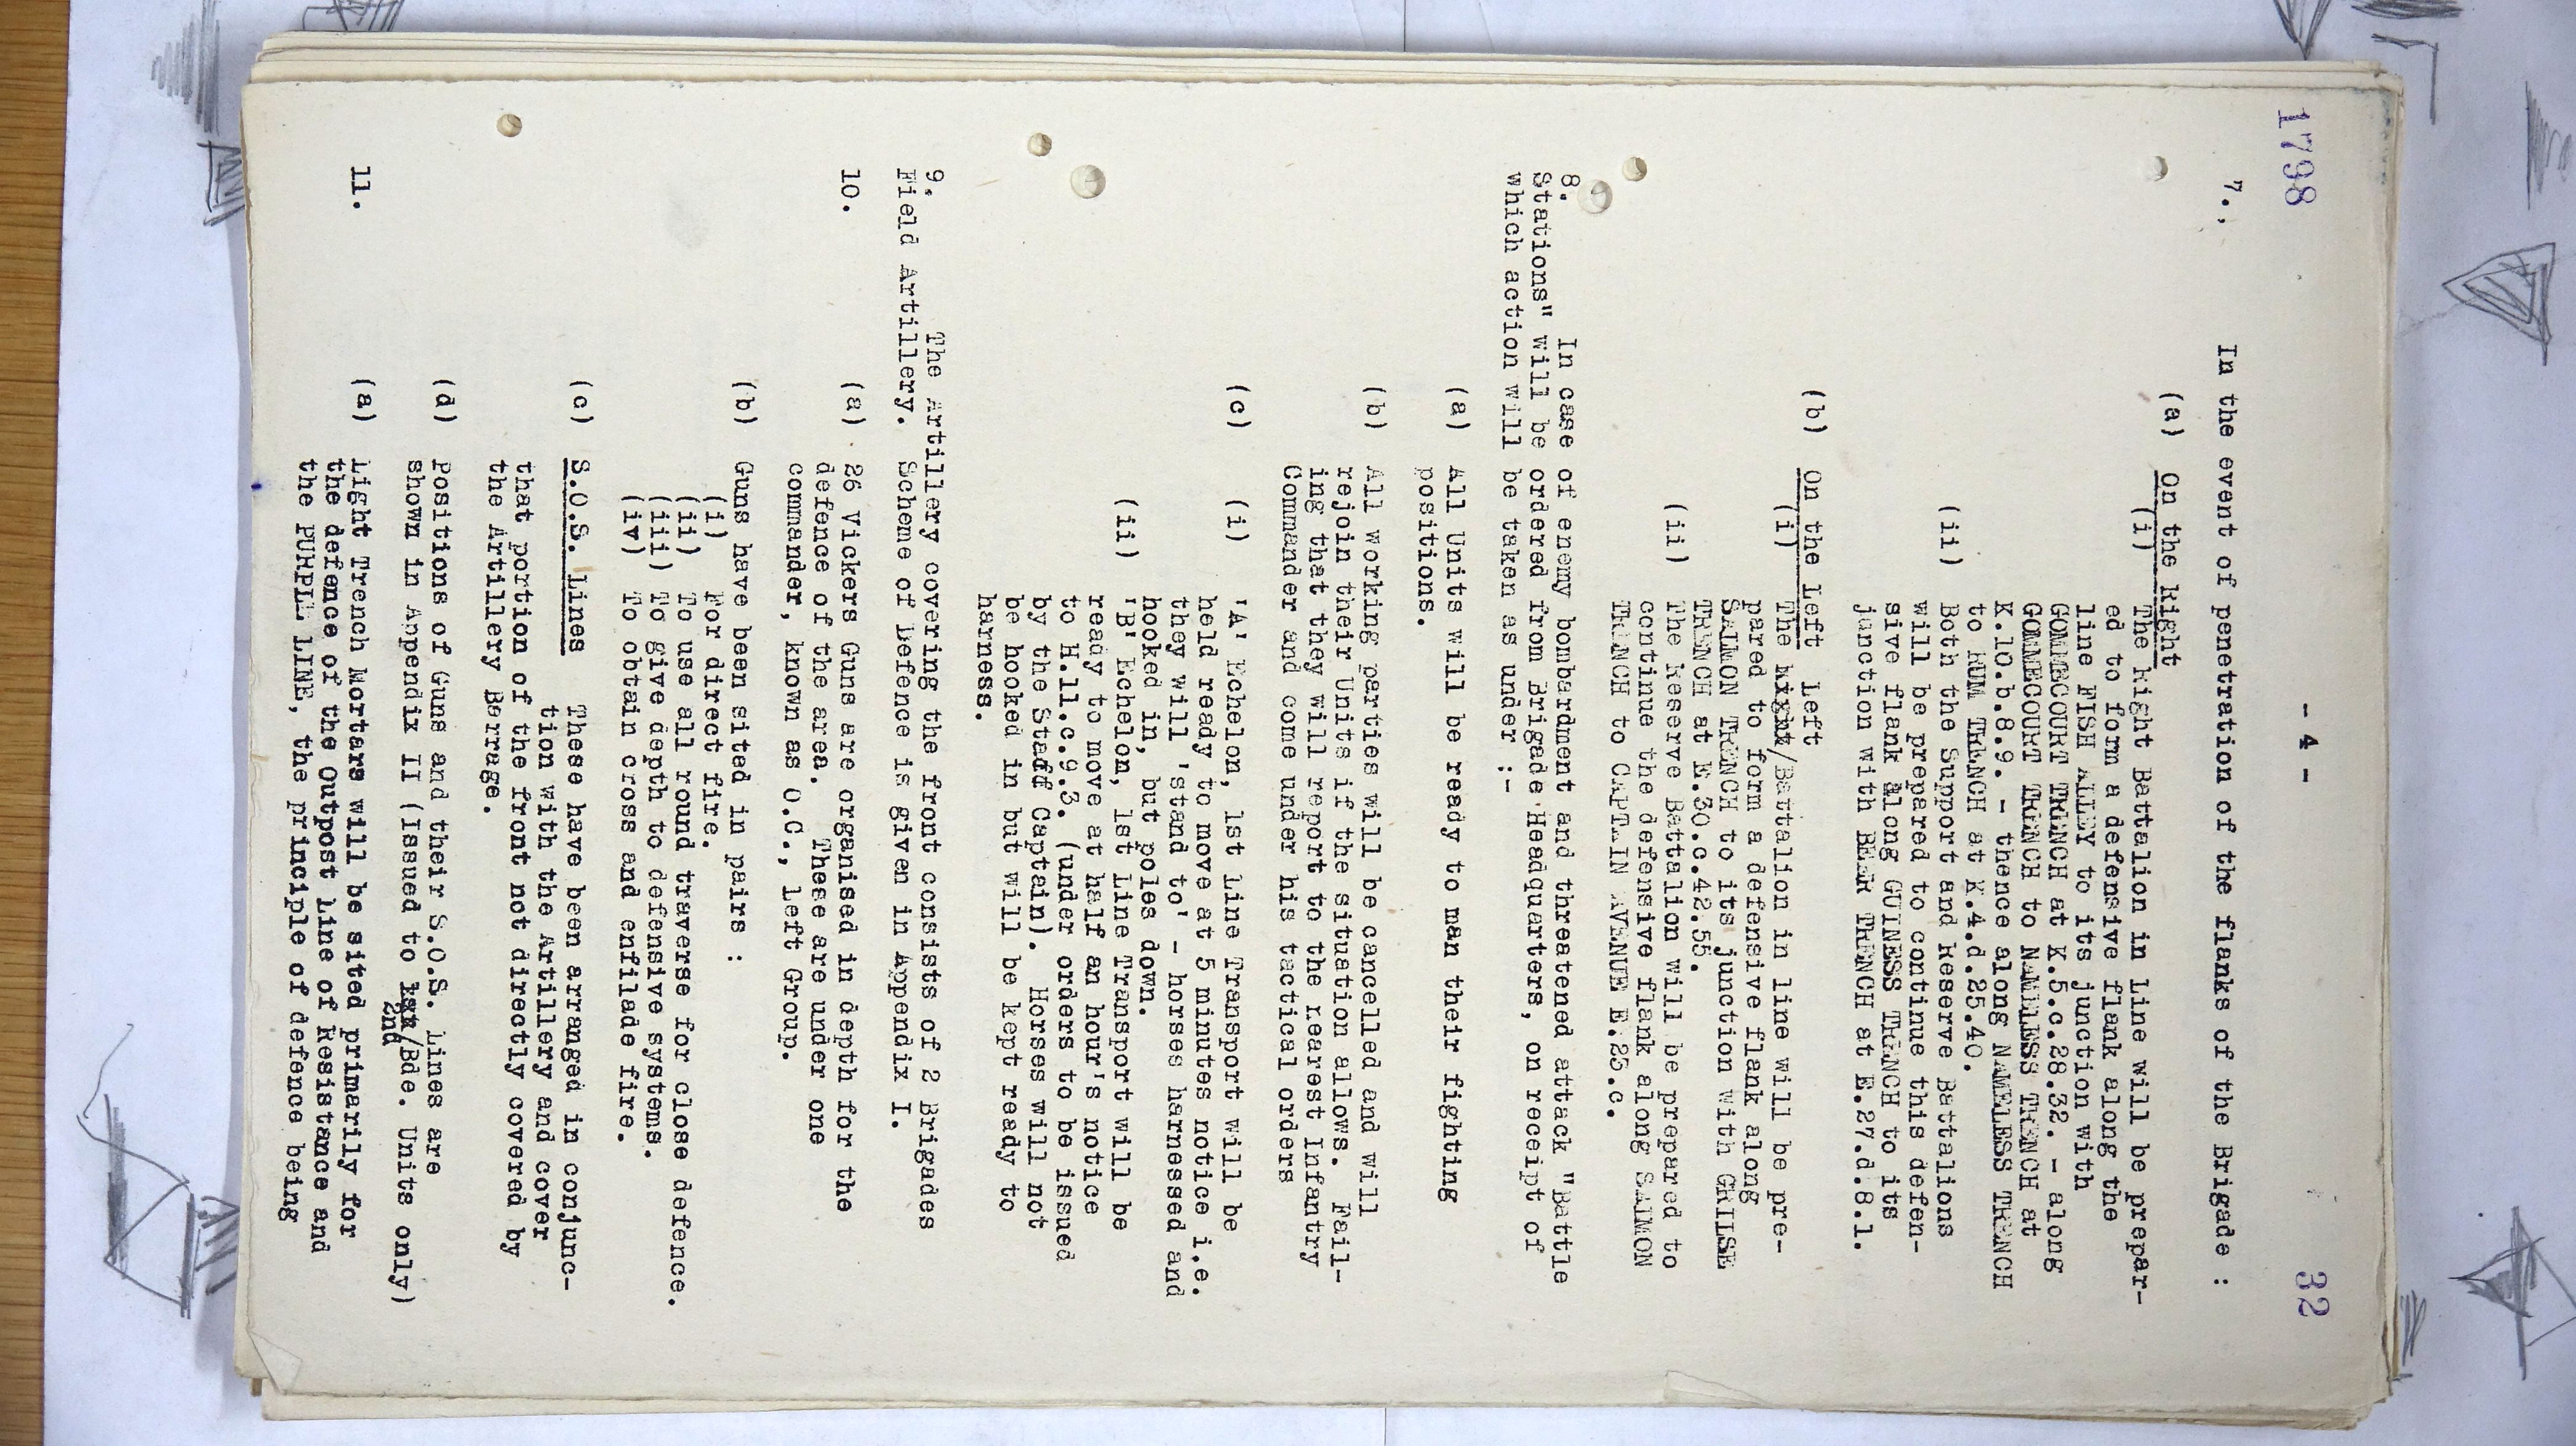 1798
- 4 -
32
7., In the event of penetration of the flanks of the Brigade :
(a) On the Right
(i) The Right Battalion in Line will be prepar-
ed to form a defensive flank along the
line FISH ALLEY to its junction with
GOMMECOURT TRENCH at K.5.c.28.32. - along
GOMMECOURT TRENCH to NAMELESS TRENCH at
K.10.b.8.9. - thence along NAMELESS TRENCH
to RUM TRENCH at K.4.d.25.40.
(ii) Both the Support and Reserve Battalions
will be prepared to continue this defen-
sive flank along GUINESS TRENCH to its
junction with BEER TRENCH at E.27.d.8.1.
(b) On the Left
(i) The Right/Left Battalion in line will be pre-
pared to form a defensive flank along
SALMON TRENCH to its junction with GRILSE
TRENCH at E.30.c.42.55.
(ii) The Reserve Battalion will be prepared to
continue the defensive flank along SALMON
TRENCH to CAPTAIN AVENUE E.25.c.
8. In case of enemy bombardment and threatened attack "Battle
Stations" will be ordered from Brigade Headquarters, on receipt of
which action will be taken as under :-
(a) All Units will be ready to man their fighting
positions.
(b) All working parties will be cancelled and will
rejoin their Units if the situation allows. Fail-
ing that they will report to the nearest Infantry
Commander and come under his tactical orders
(c) (i) 'A' Echelon, 1st Line Transport will be
held ready to move at 5 minutes notice i.e.
they will 'stand to' - horses harnessed and
hooked in, but poles down.
(ii) 'B' Echelon, 1st Line Transport will be
ready to move at half an hour's notice
to H.11.c.9.3. (under orders to be issued
by the Staff Captain). Horses will not
be hooked in but will be kept ready to
harness.
9. The Artillery covering the front consists of 2 Brigades
Field Artillery. Scheme of Defence is given in Appendix I.
10. (a) 26 Vickers Guns are organised in depth for the
defence of the area. These are under one
commander, known as O.C., Left Group.
(b) Guns have been sited in pairs :
(i) For direct fire.
(ii) To use all round traverse for close defence.
(iii) To give depth to defensive systems.
(iv) To obtain cross and enfilade fire.
(c) S.O.S. Lines These have been arranged in conjunc-
tion with the Artillery and cover
that portion of the front not directly covered by
the Artillery Barrage.
(d) Positions of Guns and their S.O.S. Lines are
shown in Appendix II (Issued to 1st/2nd Bde. Units only)
11. (a) Light Trench Mortars will be sited primarily for
the defence of the Outpost Line of Resistance and
the PURPLE LINE, the principle of defence being